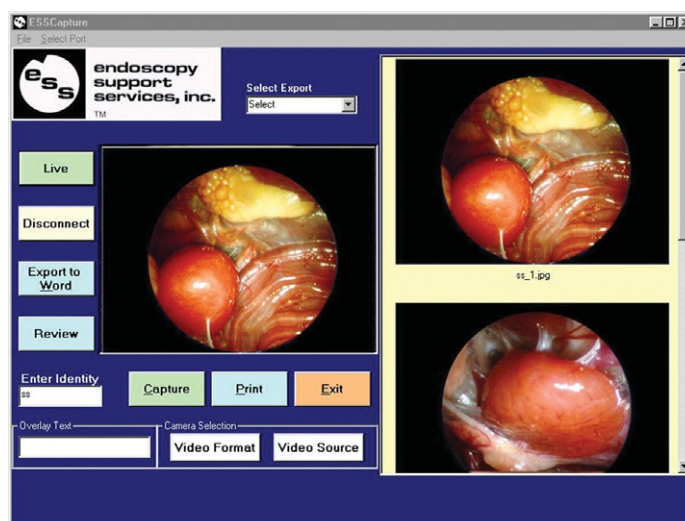 ESSCapture
File Select Port
ess
endoscopy
support
services, inc.
TM
Select Export
Select
Live
Disconnect
Export to
Word
Review
ss_1.jpg
Enter Identity
ss
Capture
Print
Exit
Overlay Text
Camera Selection
Video Format
Video Source